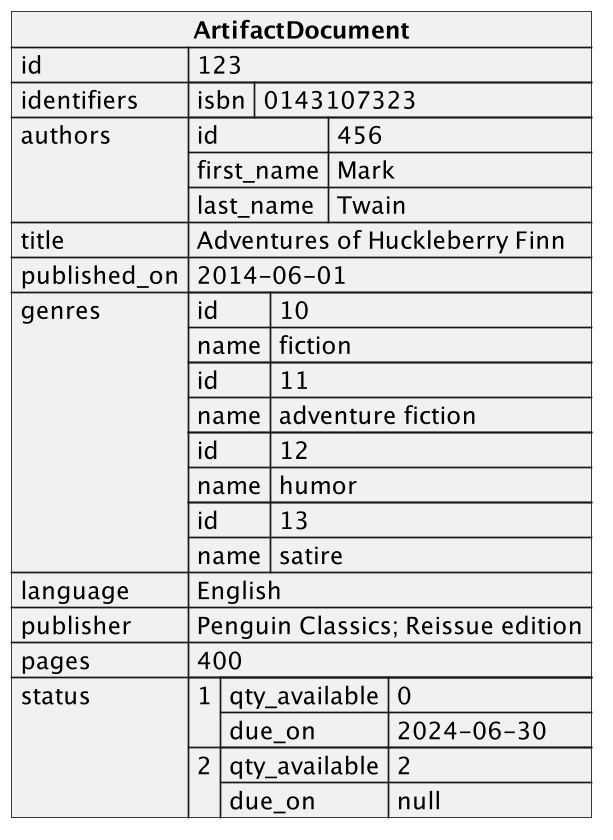 ArtifactDocument
id 123
identifiers isbn 0143107323
authors id 456
first_name Mark
last_name Twain
title Adventures of Huckleberry Finn
published_on 2014-06-01
genres id 10
name fiction
id 11
name adventure fiction
id 12
name humor
id 13
name satire
language English
publisher Penguin Classics; Reissue edition
pages 400
status 1 qty_available 0
due_on 2024-06-30
2 qty_available 2
due_on null